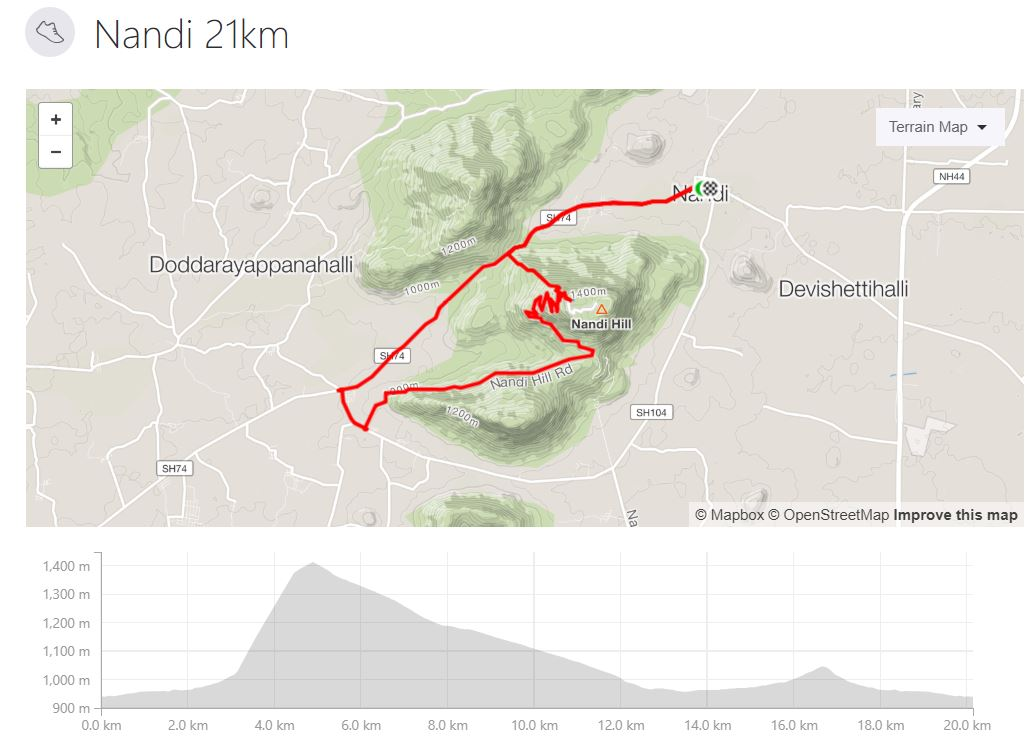 Nandi 21km
+
−
Terrain Map
ary
NH44
Nandi
SH74
1200m
Doddarayappanahalli
1000m
1400m
Devishettihalli
Nandi Hill
SH74
Nandi Hill Rd
1200m
SH104
SH74
Na
© Mapbox © OpenStreetMap Improve this map
1,400 m
1,300 m
1,200 m
1,100 m
1,000 m
900 m
0.0 km 2.0 km 4.0 km 6.0 km 8.0 km 10.0 km 12.0 km 14.0 km 16.0 km 18.0 km 20.0 km